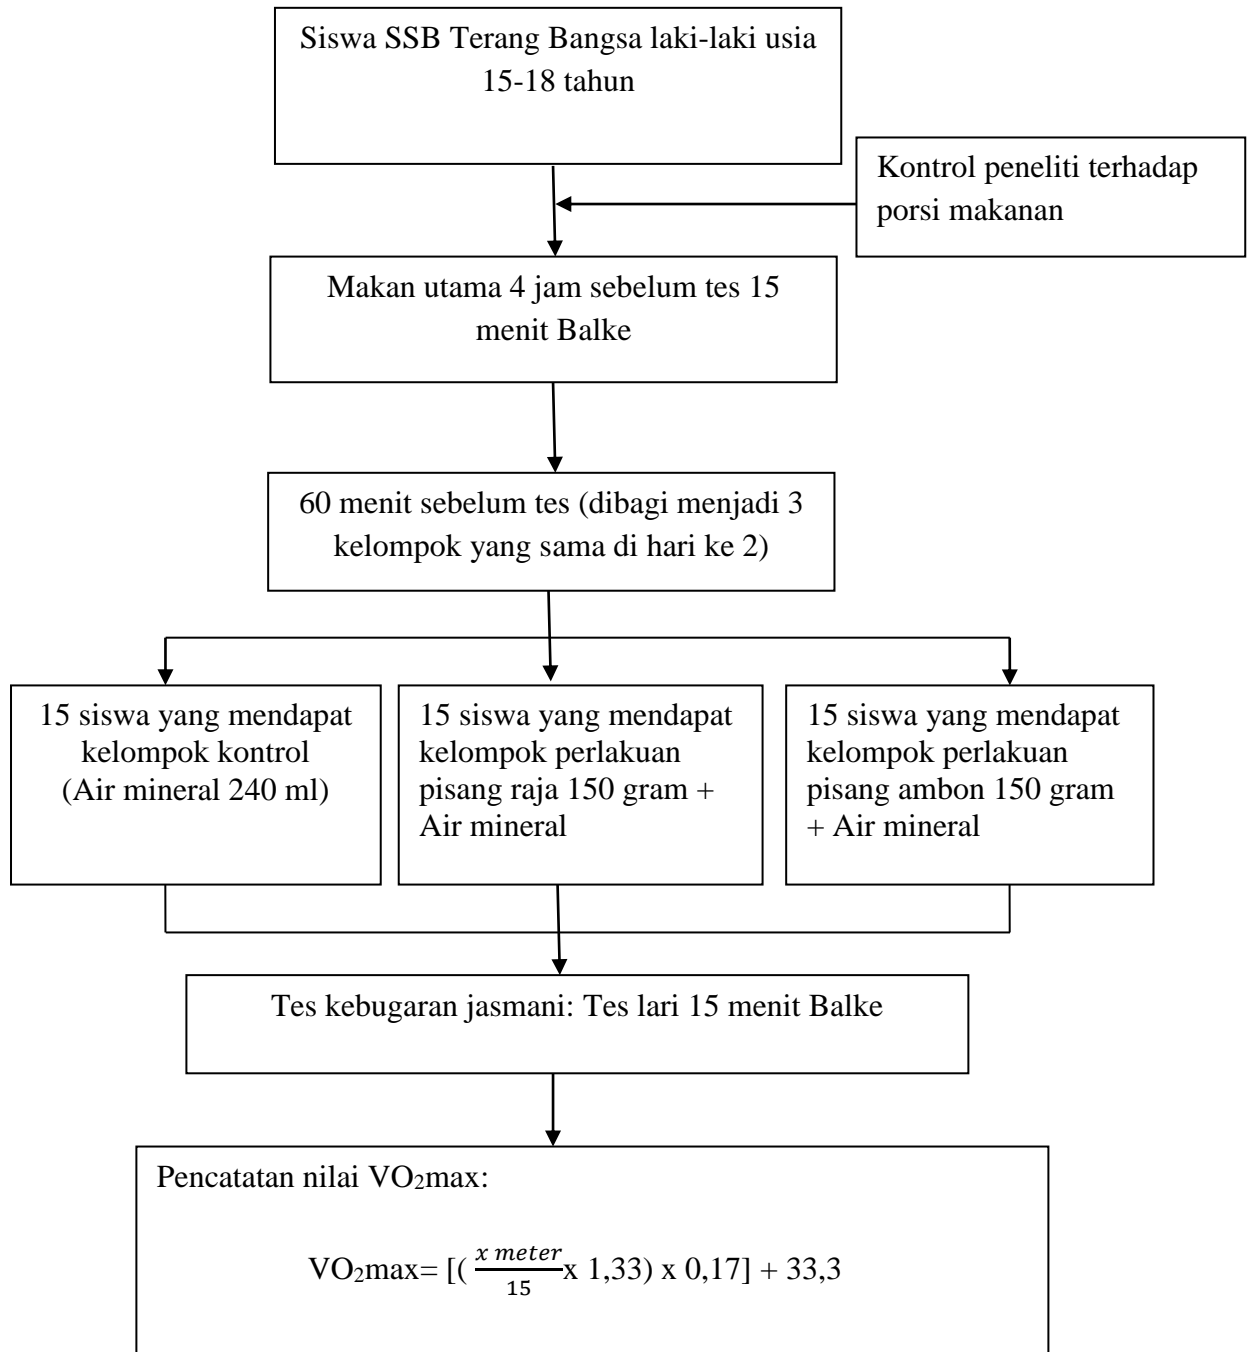 Siswa SSB Terang Bangsa laki-laki usia
15-18 tahun
Kontrol peneliti terhadap
porsi makanan
Makan utama 4 jam sebelum tes 15
menit Balke
60 menit sebelum tes (dibagi menjadi 3
kelompok yang sama di hari ke 2)
15 siswa yang mendapat
kelompok kontrol
(Air mineral 240 ml)
15 siswa yang mendapat
kelompok perlakuan
pisang raja 150 gram +
Air mineral
15 siswa yang mendapat
kelompok perlakuan
pisang ambon 150 gram
+ Air mineral
Tes kebugaran jasmani: Tes lari 15 menit Balke
Pencatatan nilai VO₂max:
VO₂max= [( x meter/15 x 1,33) x 0,17] + 33,3